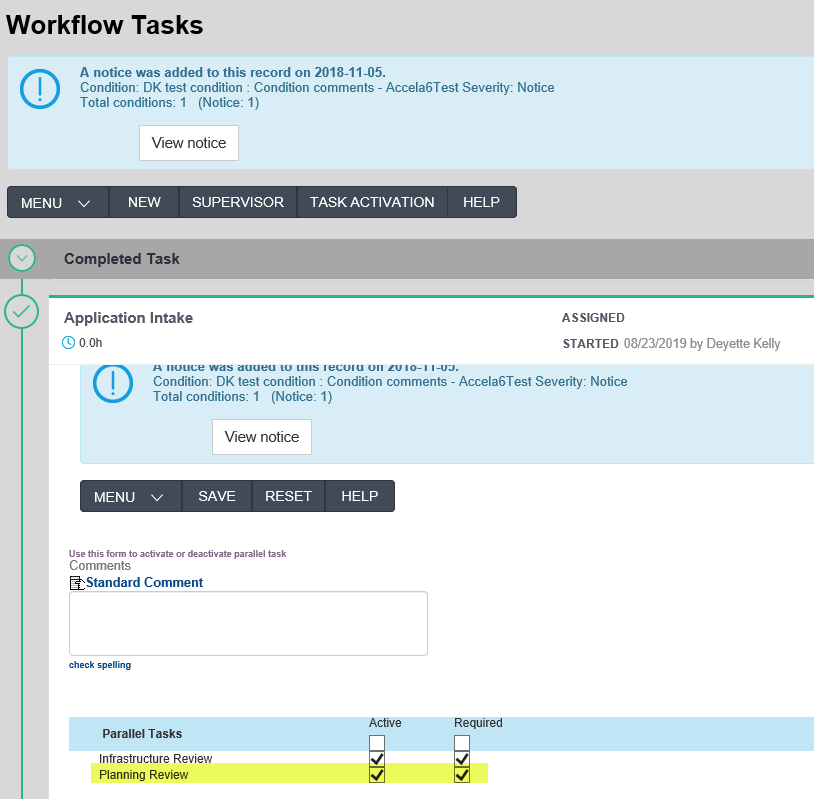 Workflow Tasks
A notice was added to this record on 2018-11-05.
Condition: DK test condition : Condition comments - Accela6Test Severity: Notice
Total conditions: 1 (Notice: 1)
View notice
MENU NEW SUPERVISOR TASK ACTIVATION HELP
Completed Task
Application Intake ASSIGNED
0.0h STARTED 08/23/2019 by Deyette Kelly
A notice was added to this record on 2018-11-05.
Condition: DK test condition : Condition comments - Accela6Test Severity: Notice
Total conditions: 1 (Notice: 1)
View notice
MENU SAVE RESET HELP
Use this form to activate or deactivate parallel task
Comments
Standard Comment
check spelling
Parallel Tasks Active Required
Infrastructure Review
Planning Review